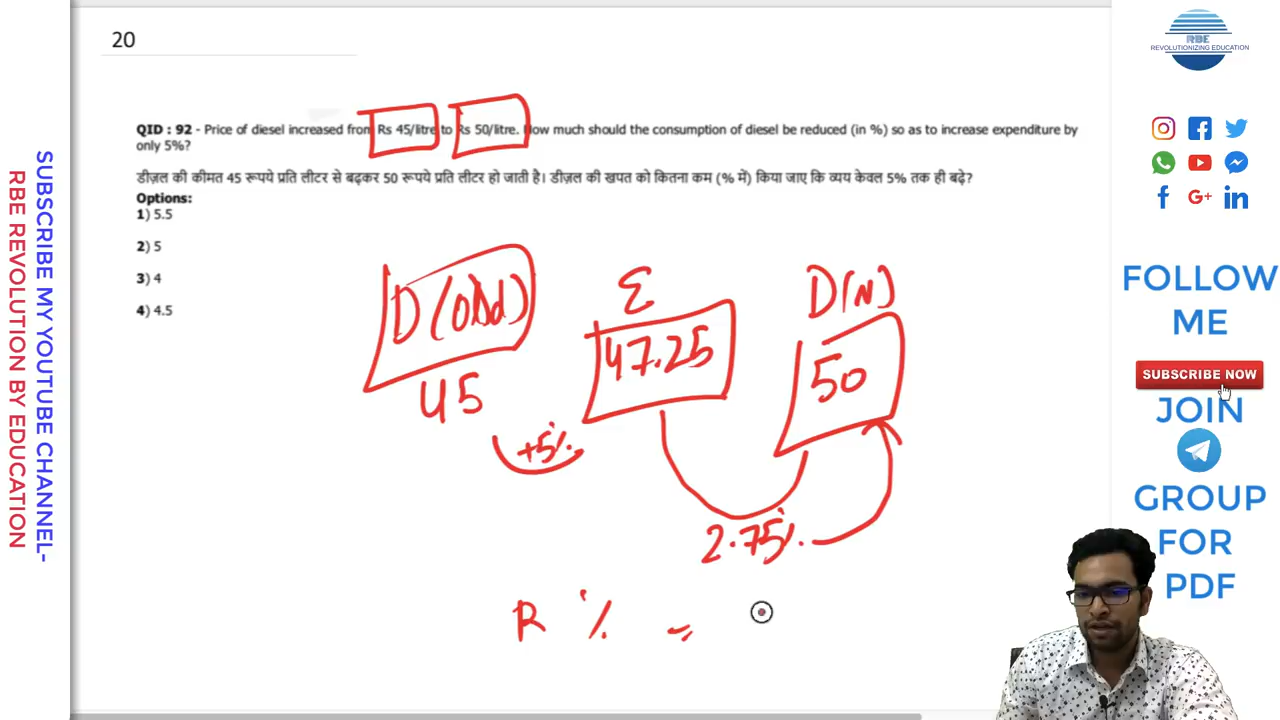 20
QID : 92 - Price of diesel increased from Rs 45/litre to Rs 50/litre. How much should the consumption of diesel be reduced (in %) so as to increase expenditure by
only 5%?
डीज़ल की कीमत 45 रूपये प्रति लीटर से बढ़कर 50 रूपये प्रति लीटर हो जाती है। डीज़ल की खपत को कितना कम (% में) किया जाए कि व्यय केवल 5% तक ही बढ़े?
Options:
1) 5.5
2) 5
3) 4
4) 4.5
D (Old) E D(N)
45 47.25 50
+5%
2.75%
R % =
SUBSCRIBE MY YOUTUBE CHANNEL-
RBE REVOLUTION BY EDUCATION
RBE
REVOLUTIONIZING EDUCATION
FOLLOW
ME
SUBSCRIBE NOW
JOIN
GROUP
FOR
PDF